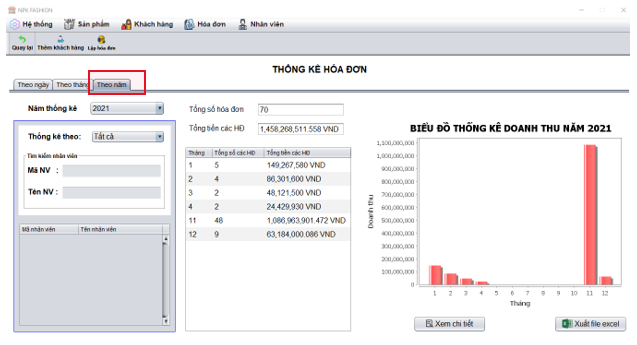 NPK FASHION
Hệ thống Sản phẩm Khách hàng Hóa đơn Nhân viên
Quay lại Thêm khách hàng Lập hóa đơn
THỐNG KÊ HÓA ĐƠN
Theo ngày Theo tháng Theo năm
Năm thống kê 2021
Tổng số hóa đơn 70
Tổng tiền các HĐ 1,458,268,511.558 VND
Thống kê theo: Tất cả
Tìm kiếm nhân viên
Mã NV :
Tên NV :
Mã nhân viên Tên nhân viên
Tháng Tổng số các HĐ Tổng tiền các HĐ
1 5 149,267,580 VND
2 4 86,301,600 VND
3 2 48,121,500 VND
4 2 24,429,930 VND
11 48 1,086,963,901.472 VND
12 9 63,184,000.086 VND
BIỂU ĐỒ THỐNG KÊ DOANH THU NĂM 2021
Doanh thu
1,100,000,000
1,000,000,000
900,000,000
800,000,000
700,000,000
600,000,000
500,000,000
400,000,000
300,000,000
200,000,000
100,000,000
0
1 2 3 4 5 6 7 8 9 10 11 12
Tháng
Xem chi tiết Xuất file excel